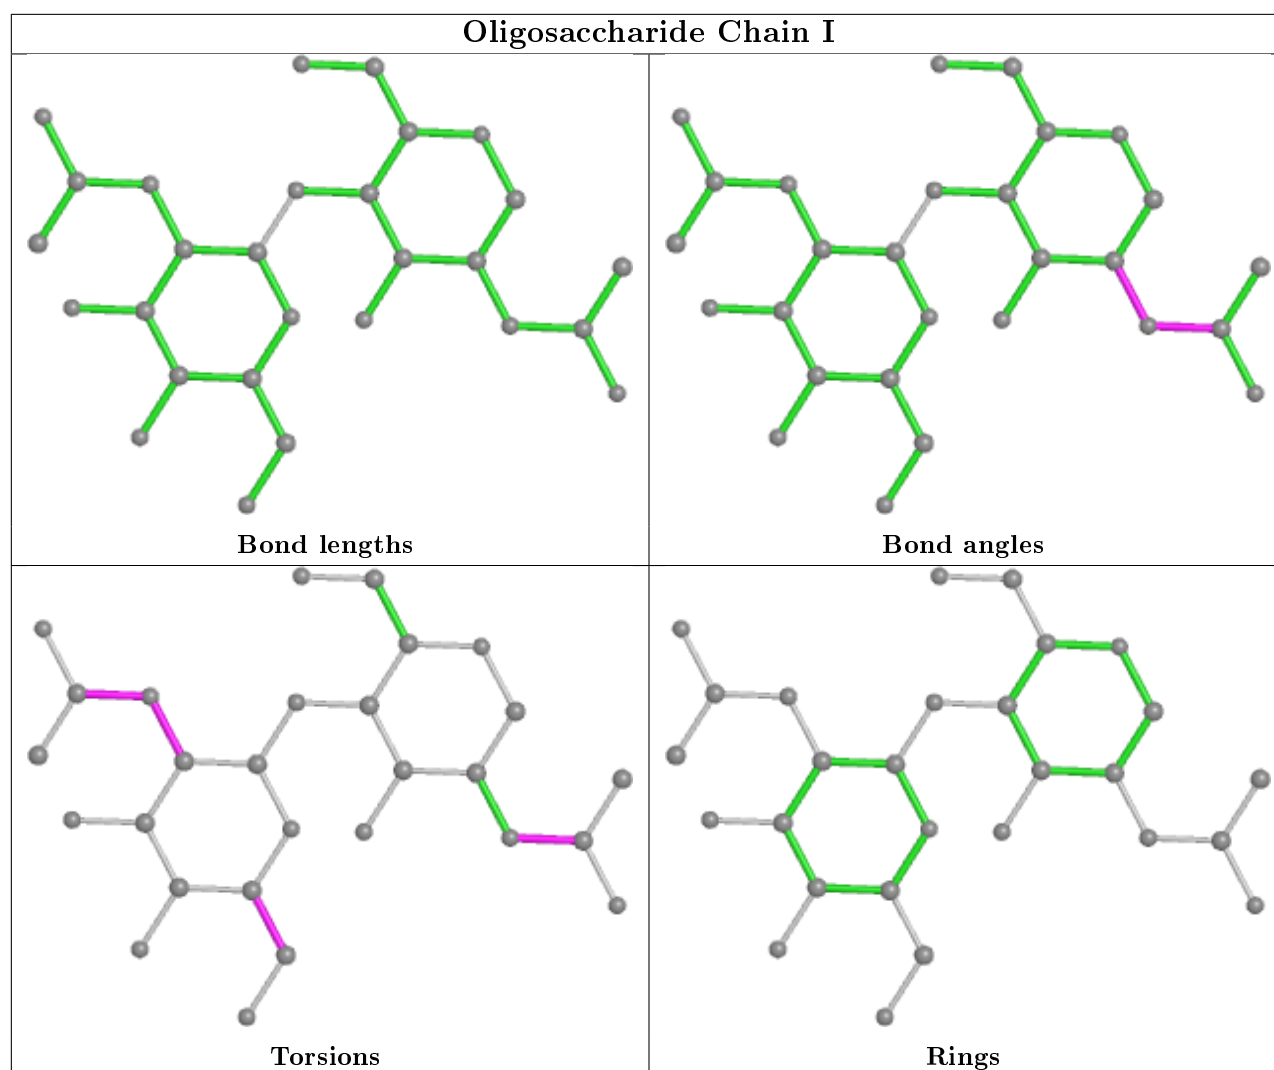 Oligosaccharide Chain I
Bond lengths
Bond angles
Torsions
Rings